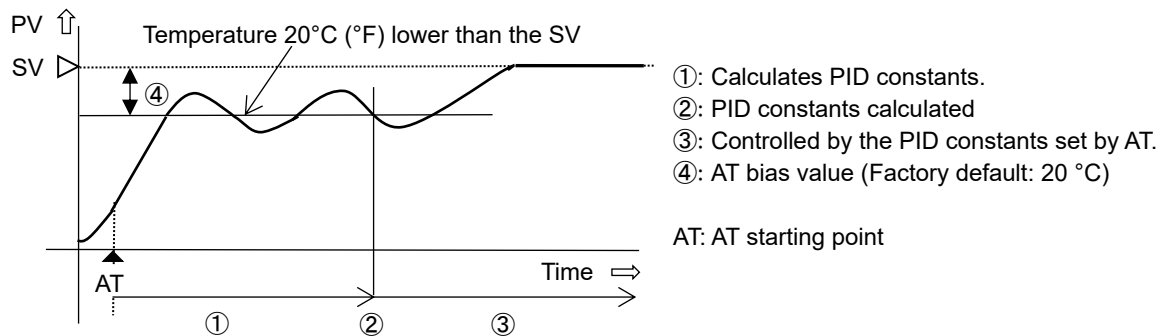 PV
Temperature 20°C (°F) lower than the SV
SV
④
①: Calculates PID constants.
②: PID constants calculated
③: Controlled by the PID constants set by AT.
④: AT bias value (Factory default: 20 °C)
AT: AT starting point
Time
AT
① ② ③